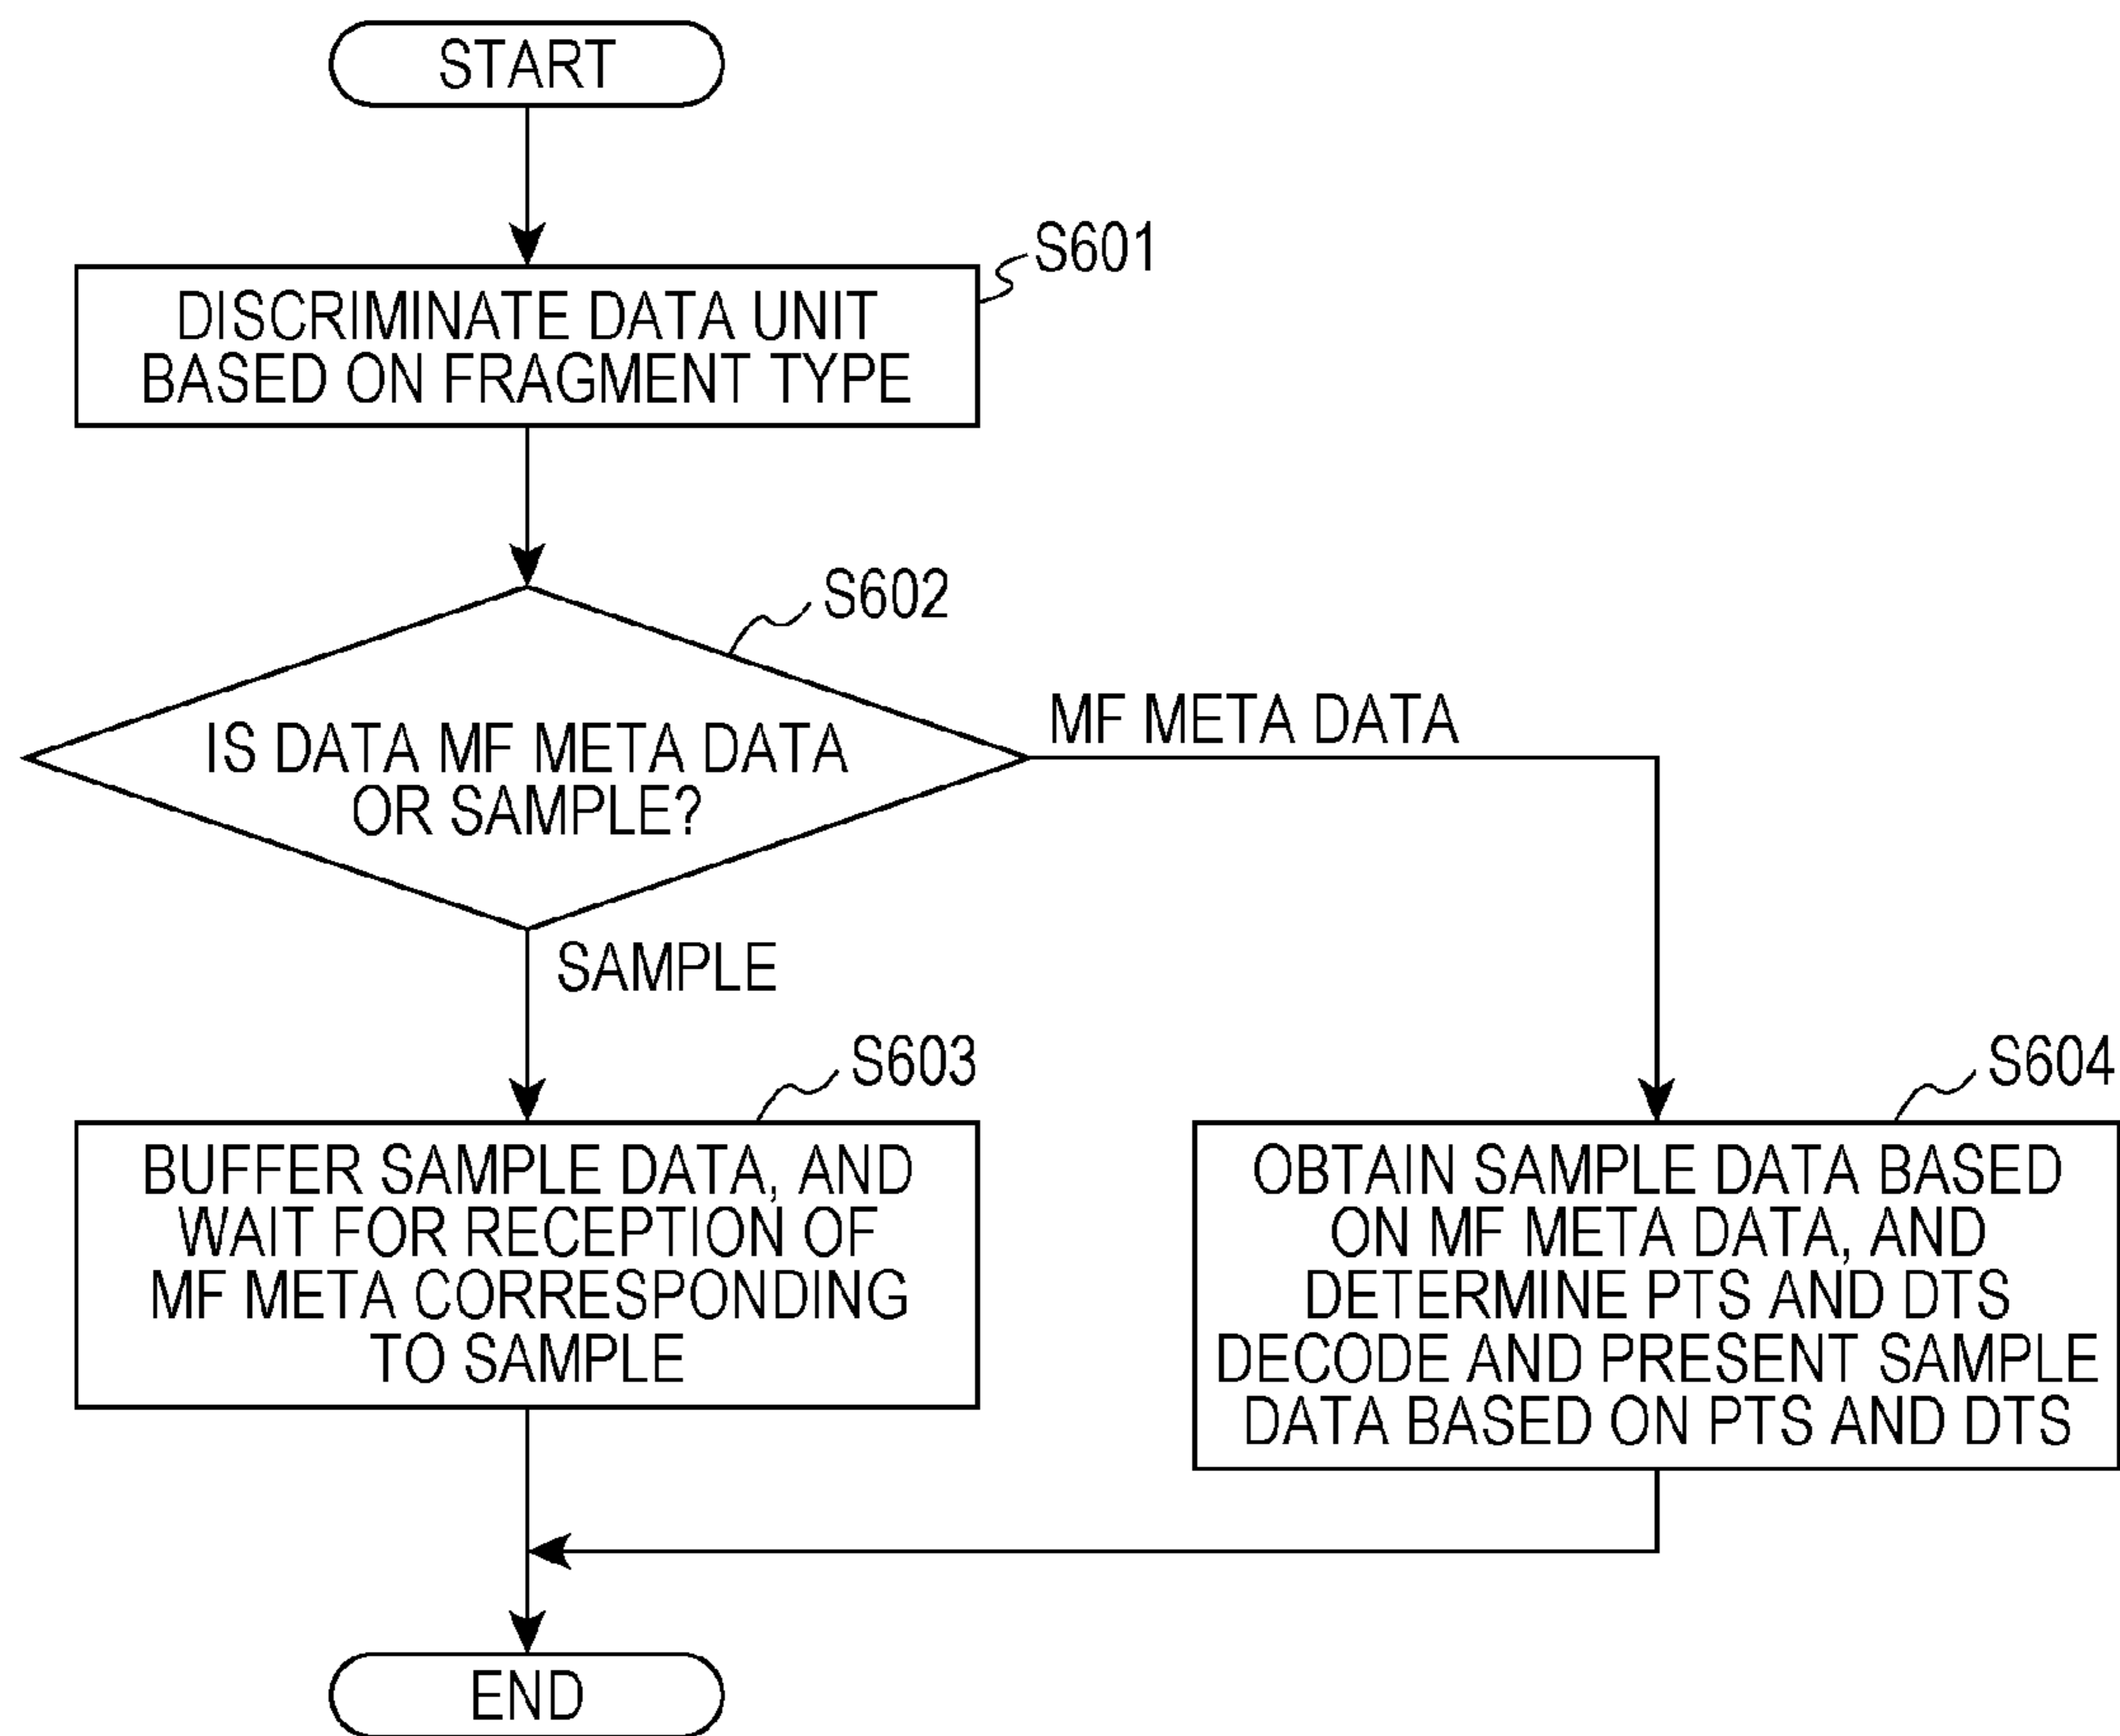 START
S601
DISCRIMINATE DATA UNIT
BASED ON FRAGMENT TYPE
S602
IS DATA MF META DATA
OR SAMPLE?
MF META DATA
SAMPLE
S603
BUFFER SAMPLE DATA, AND
WAIT FOR RECEPTION OF
MF META CORRESPONDING
TO SAMPLE
S604
OBTAIN SAMPLE DATA BASED
ON MF META DATA, AND
DETERMINE PTS AND DTS
DECODE AND PRESENT SAMPLE
DATA BASED ON PTS AND DTS
END